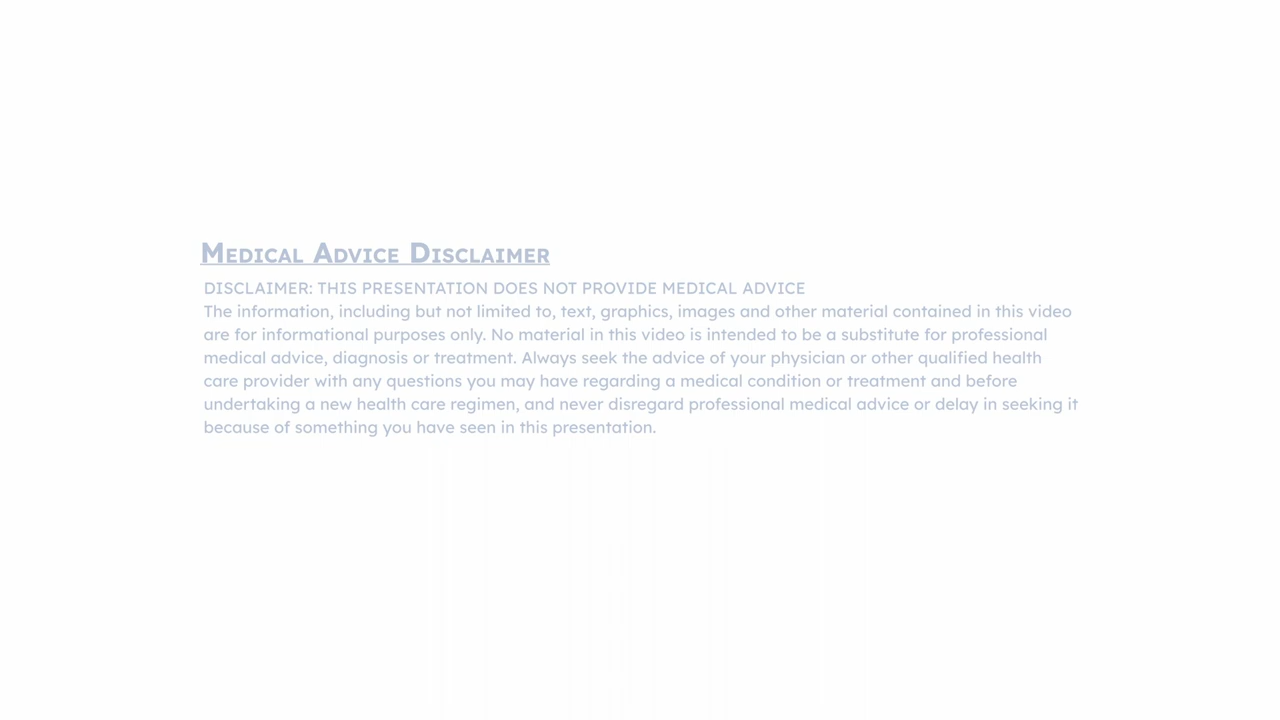 Medical Advice Disclaimer
DISCLAIMER: THIS PRESENTATION DOES NOT PROVIDE MEDICAL ADVICE
The information, including but not limited to, text, graphics, images and other material contained in this video
are for informational purposes only. No material in this video is intended to be a substitute for professional
medical advice, diagnosis or treatment. Always seek the advice of your physician or other qualified health
care provider with any questions you may have regarding a medical condition or treatment and before
undertaking a new health care regimen, and never disregard professional medical advice or delay in seeking it
because of something you have seen in this presentation.